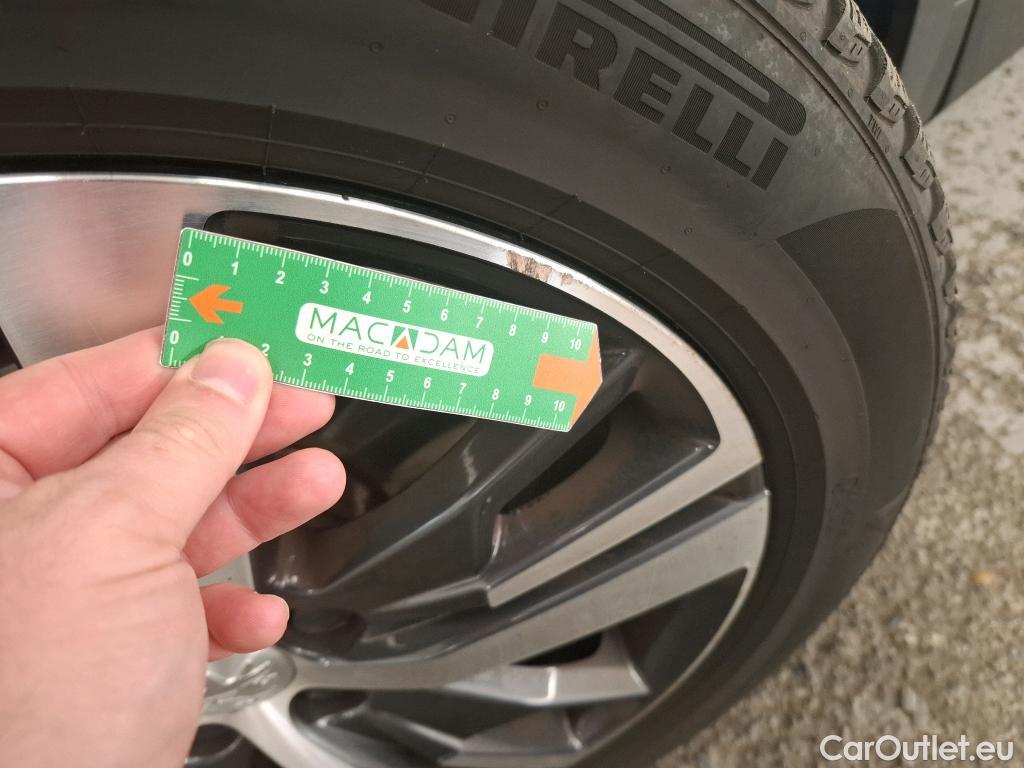 PIRELLI
TWI
0 1 2 3 4 5 6 7 8 9 10
MACADAM
ON THE ROAD TO EXCELLENCE
0 1 2 3 4 5 6 7 8 9 10
CarOutlet.eu